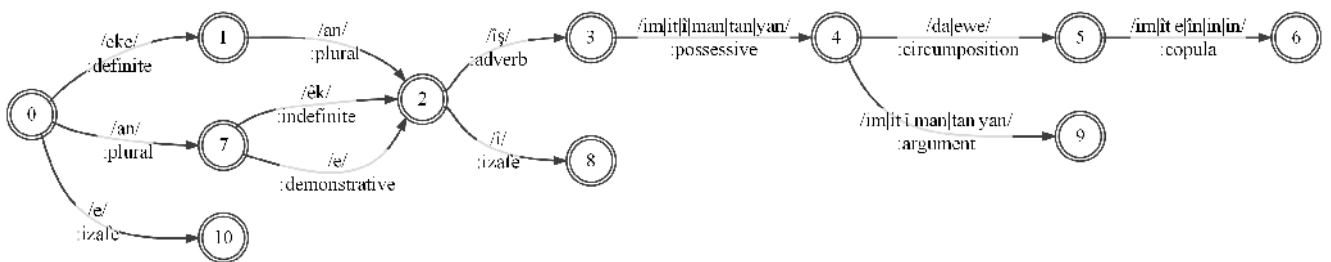 0
/eke/
:definite
1
/an/
:plural
/an/
:plural
7
/êk/
:indefinite
/e/
:demonstrative
2
/e/
:izafe
10
/îş/
:adverb
3
/î/
:izafe
8
/im|it|î|man|tan|yan/
:possessive
4
/da|ewe/
:circumposition
5
/im|ît e|în|in|in/
:copula
6
/im|it i man|tan yan/
:argument
9